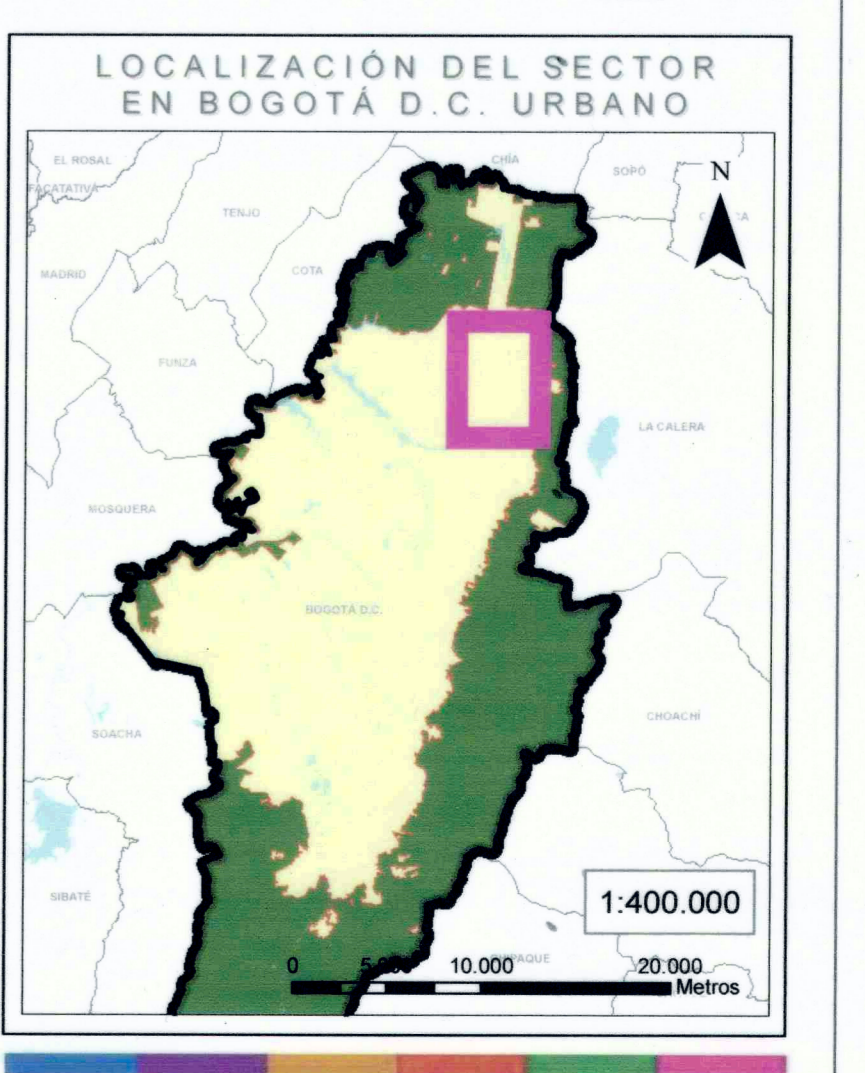 LOCALIZACIÓN DEL SECTOR
EN BOGOTÁ D.C. URBANO
EL ROSAL
CHÍA
SOPÓ
N
FACATATIVÁ
TENJO
MADRID
COTA
FUNZA
LA CALERA
MOSQUERA
BOGOTÁ D.C.
CHOACHÍ
SOACHA
SIBATÉ
1:400.000
0
10.000
20.000
Metros